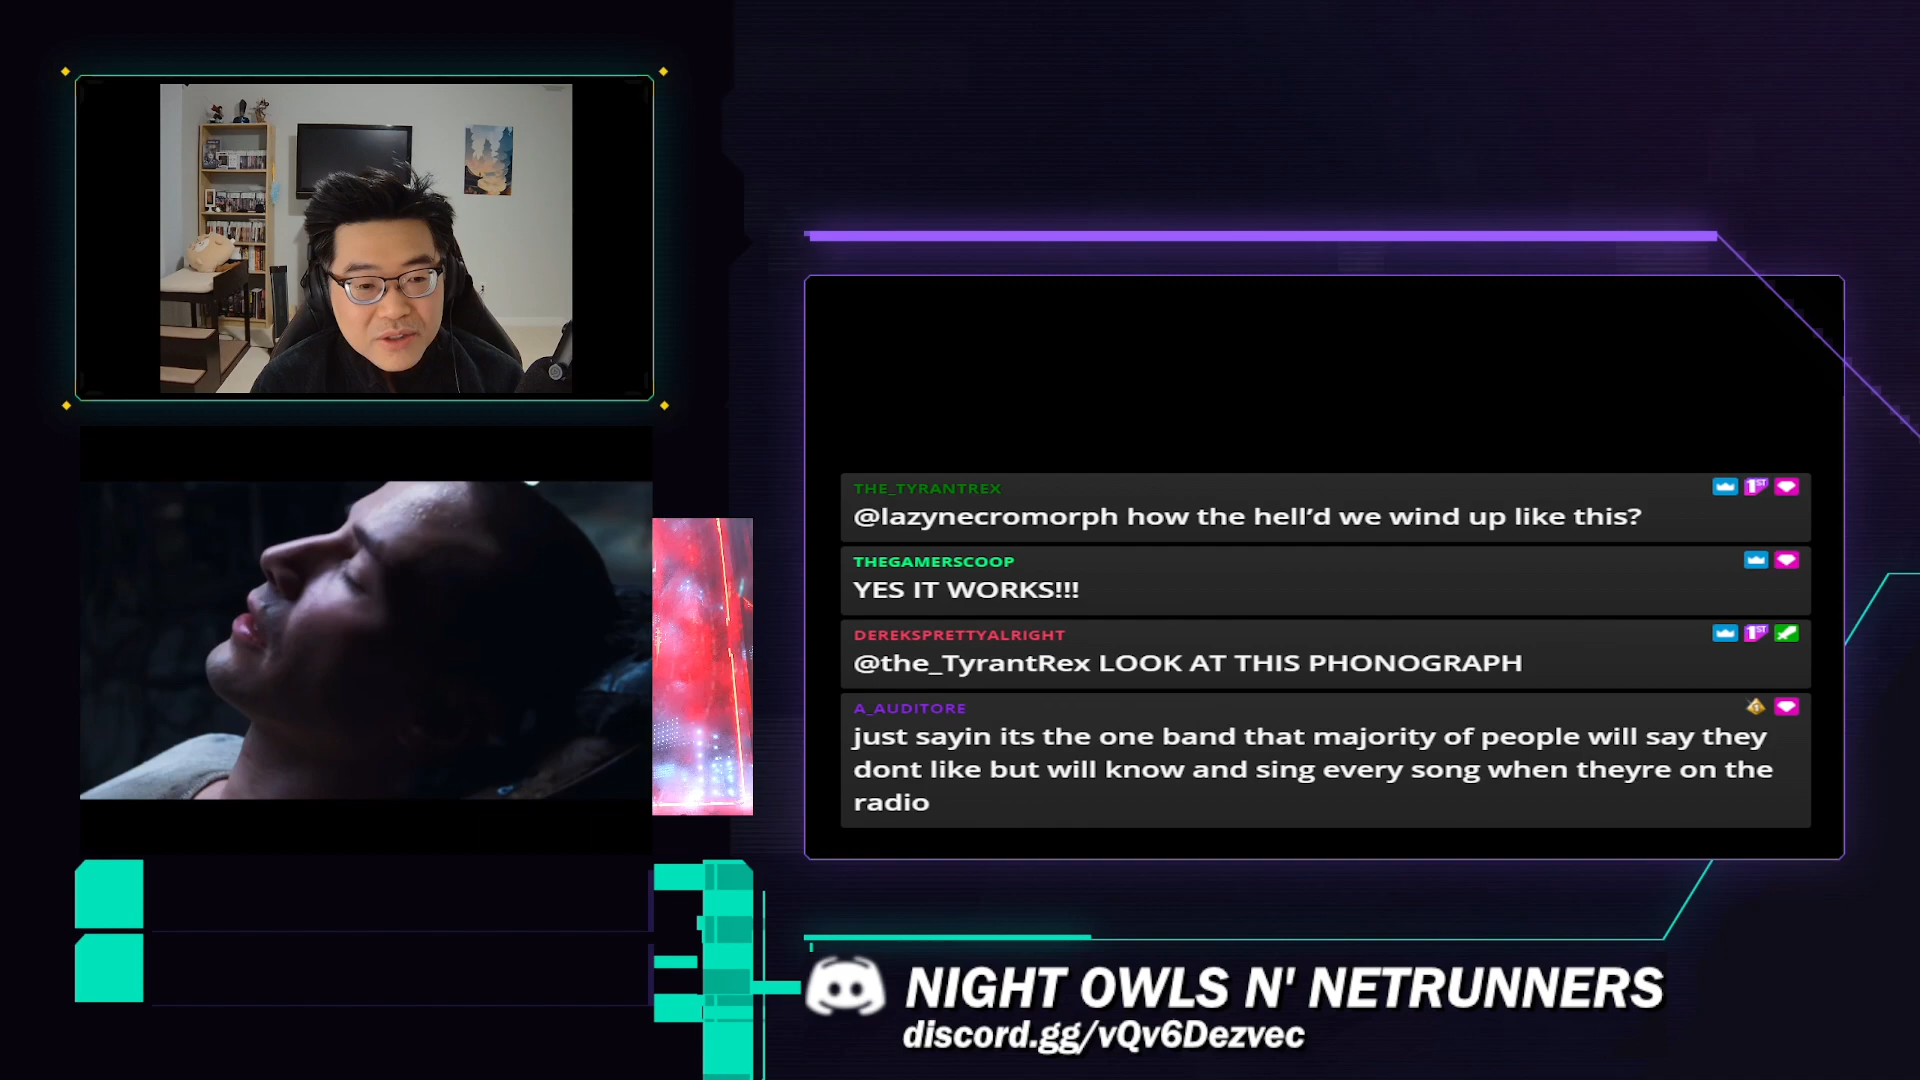 THE_TYRANTREX
@lazynecromorph how the hell’d we wind up like this?
THEGAMERSCOOP
YES IT WORKS!!!
DEREKSPRETTYALRIGHT
@the_TyrantRex LOOK AT THIS PHONOGRAPH
A_AUDITORE
just sayin its the one band that majority of people will say they
dont like but will know and sing every song when theyre on the
radio
NIGHT OWLS N' NETRUNNERS
discord.gg/vQv6Dezvec